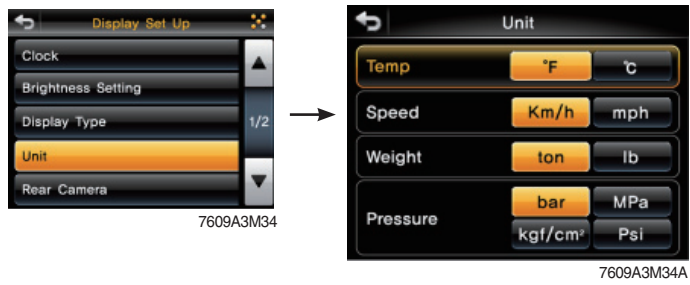 Display Set Up
Clock
Brightness Setting
Display Type
1/2
Unit
Rear Camera
7609A3M34
Unit
Temp °F °C
Speed Km/h mph
Weight ton lb
Pressure bar MPa
kgf/cm² Psi
7609A3M34A